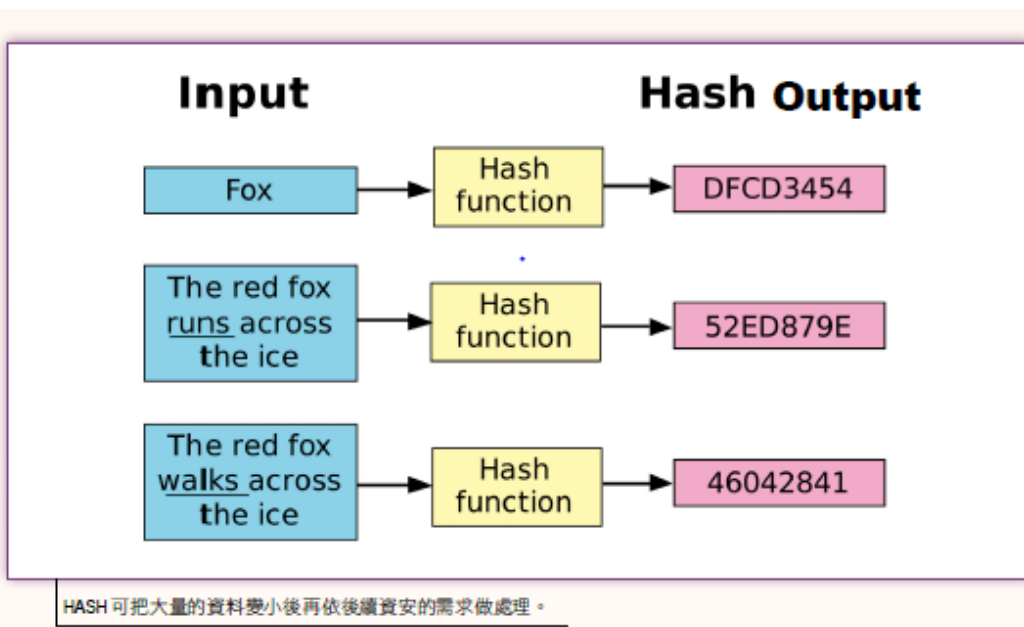 Input
Hash Output
Fox
Hash
function
DFCD3454
The red fox
runs across
the ice
Hash
function
52ED879E
The red fox
walks across
the ice
Hash
function
46042841
HASH 可把大量的資料變小後再依後續資安的需求做處理。